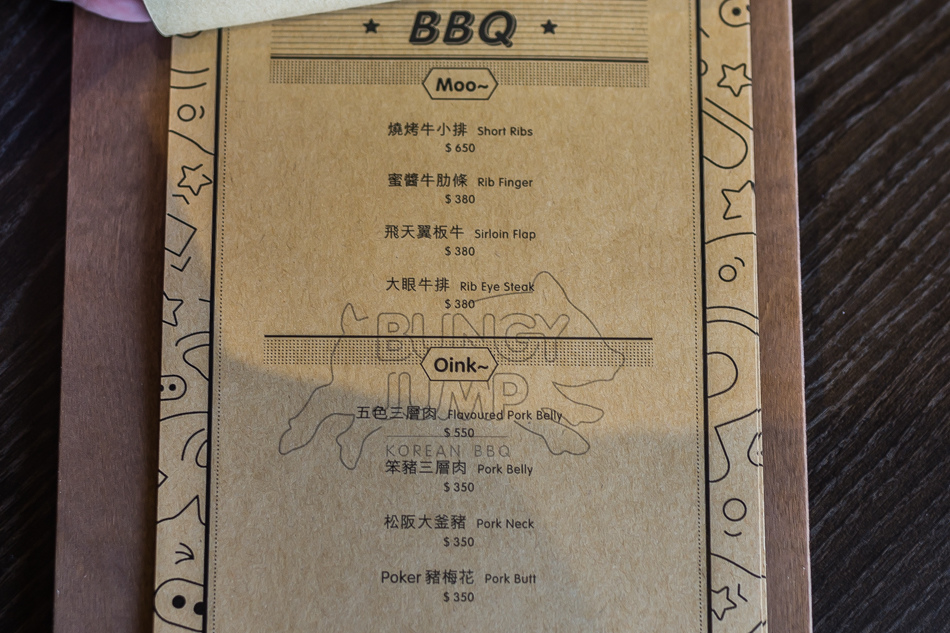 BBQ
Moo~
燒烤牛小排 Short Ribs
$ 650
蜜醬牛肋條 Rib Finger
$ 380
飛天翼板牛 Sirloin Flap
$ 380
大眼牛排 Rib Eye Steak
$ 380
BUNGY
Oink~
JUMP
五色三層肉 Flavoured Pork Belly
$ 550
KOREAN BBQ
笨豬三層肉 Pork Belly
$ 350
松阪大釜豬 Pork Neck
$ 350
Poker 豬梅花 Pork Butt
$ 350